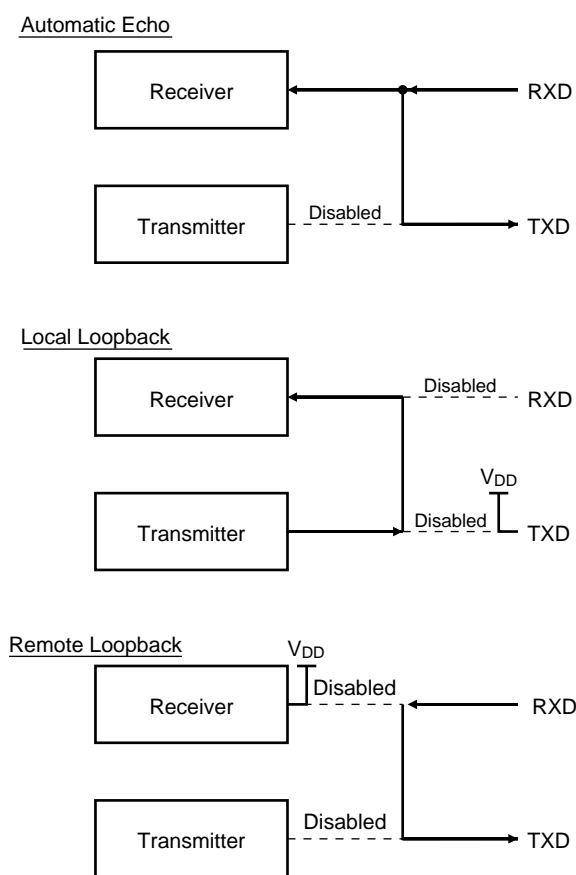 Automatic Echo
Receiver
RXD
Transmitter
Disabled
TXD
Local Loopback
Receiver
Disabled
RXD
VDD
Transmitter
Disabled
TXD
Remote Loopback
VDD
Receiver
Disabled
RXD
Transmitter
Disabled
TXD